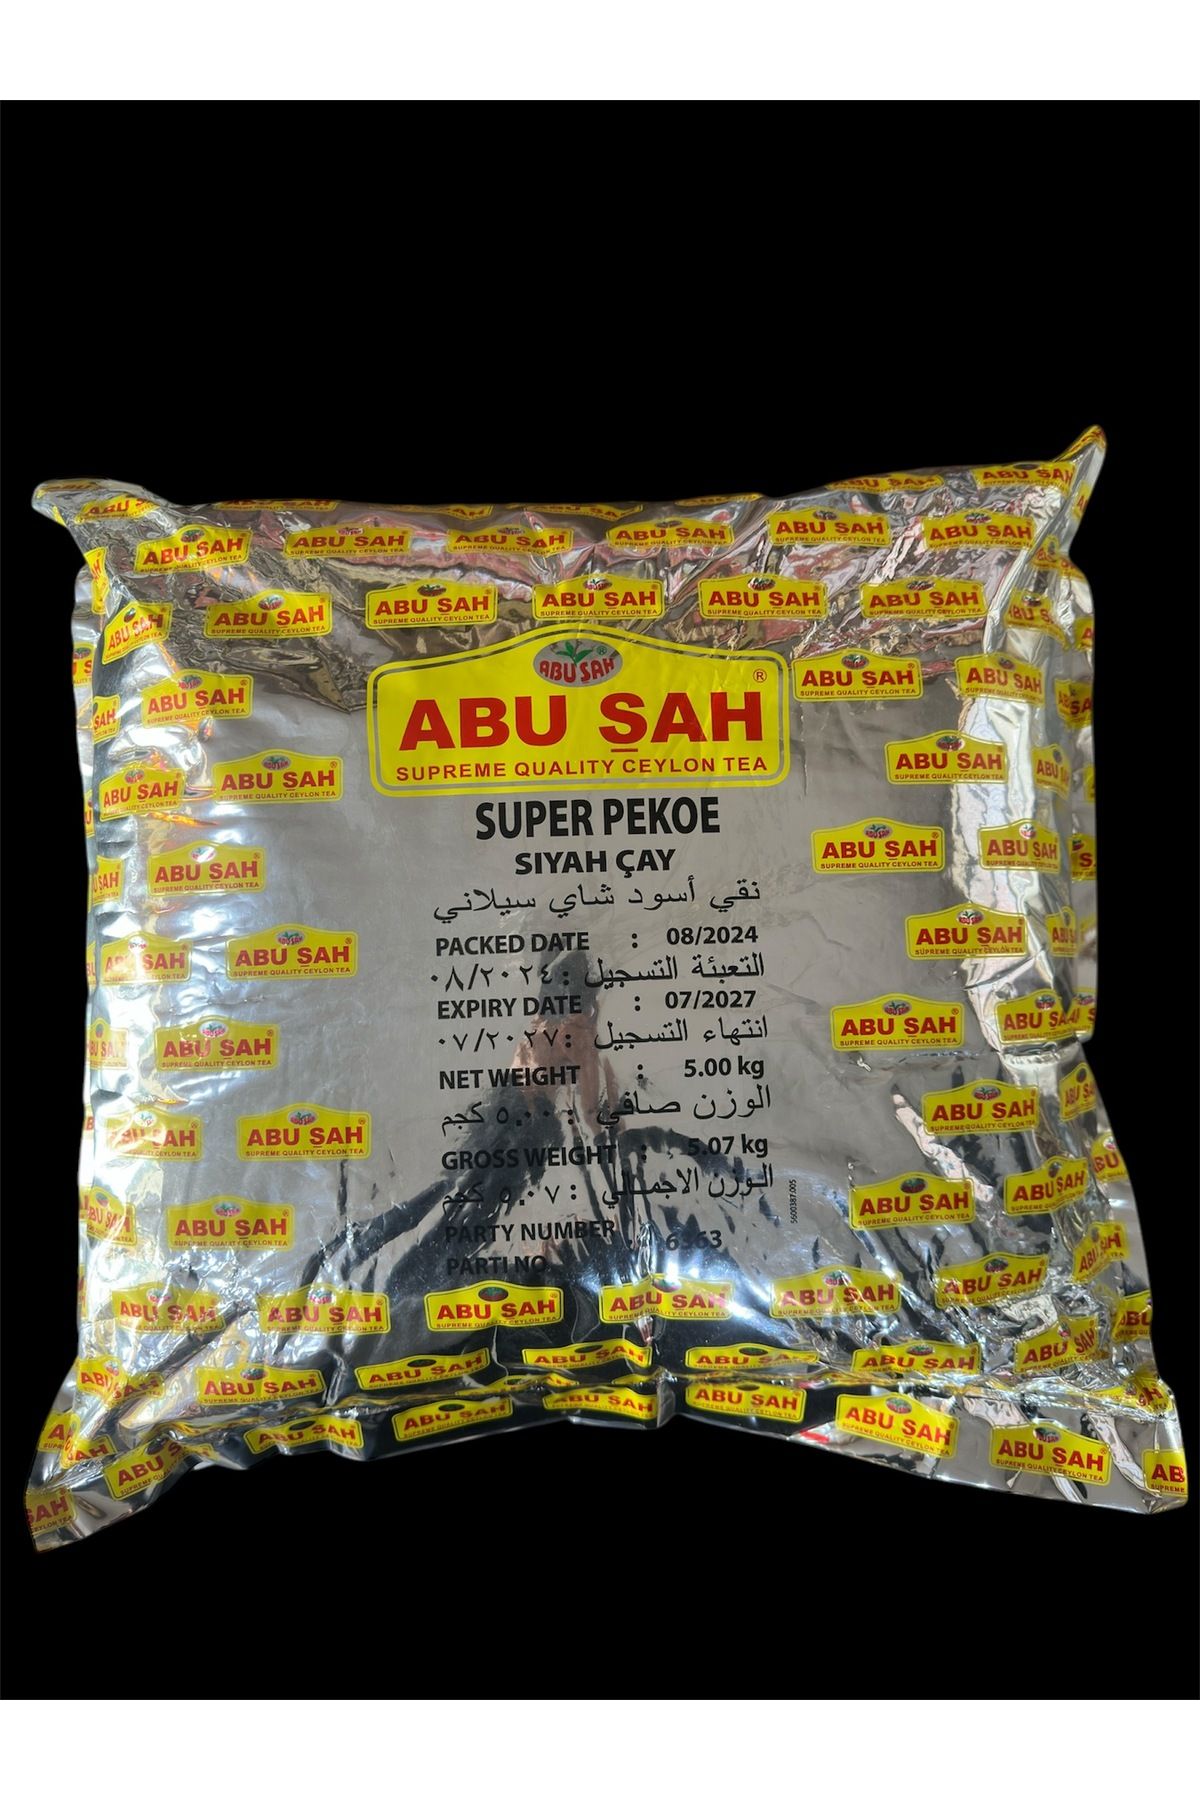 ABU SAH
ABU SAH ®
SUPREME QUALITY CEYLON TEA
SUPER PEKOE
SIYAH ÇAY
نقي أسود شاي سيلاني
PACKED DATE : 08/2024
التعبئة التسجيل : ٠٨/٢٠٢٤
EXPIRY DATE : 07/2027
انتهاء التسجيل : ٠٧/٢٠٢٧
NET WEIGHT : 5.00 kg
الوزن صافي : ٥.٠٠ كجم
GROSS WEIGHT : 5.07 kg
الوزن الاجمالي : ٥.٠٧ كجم
PARTY NUMBER :
PARTI NO.
5600387.005